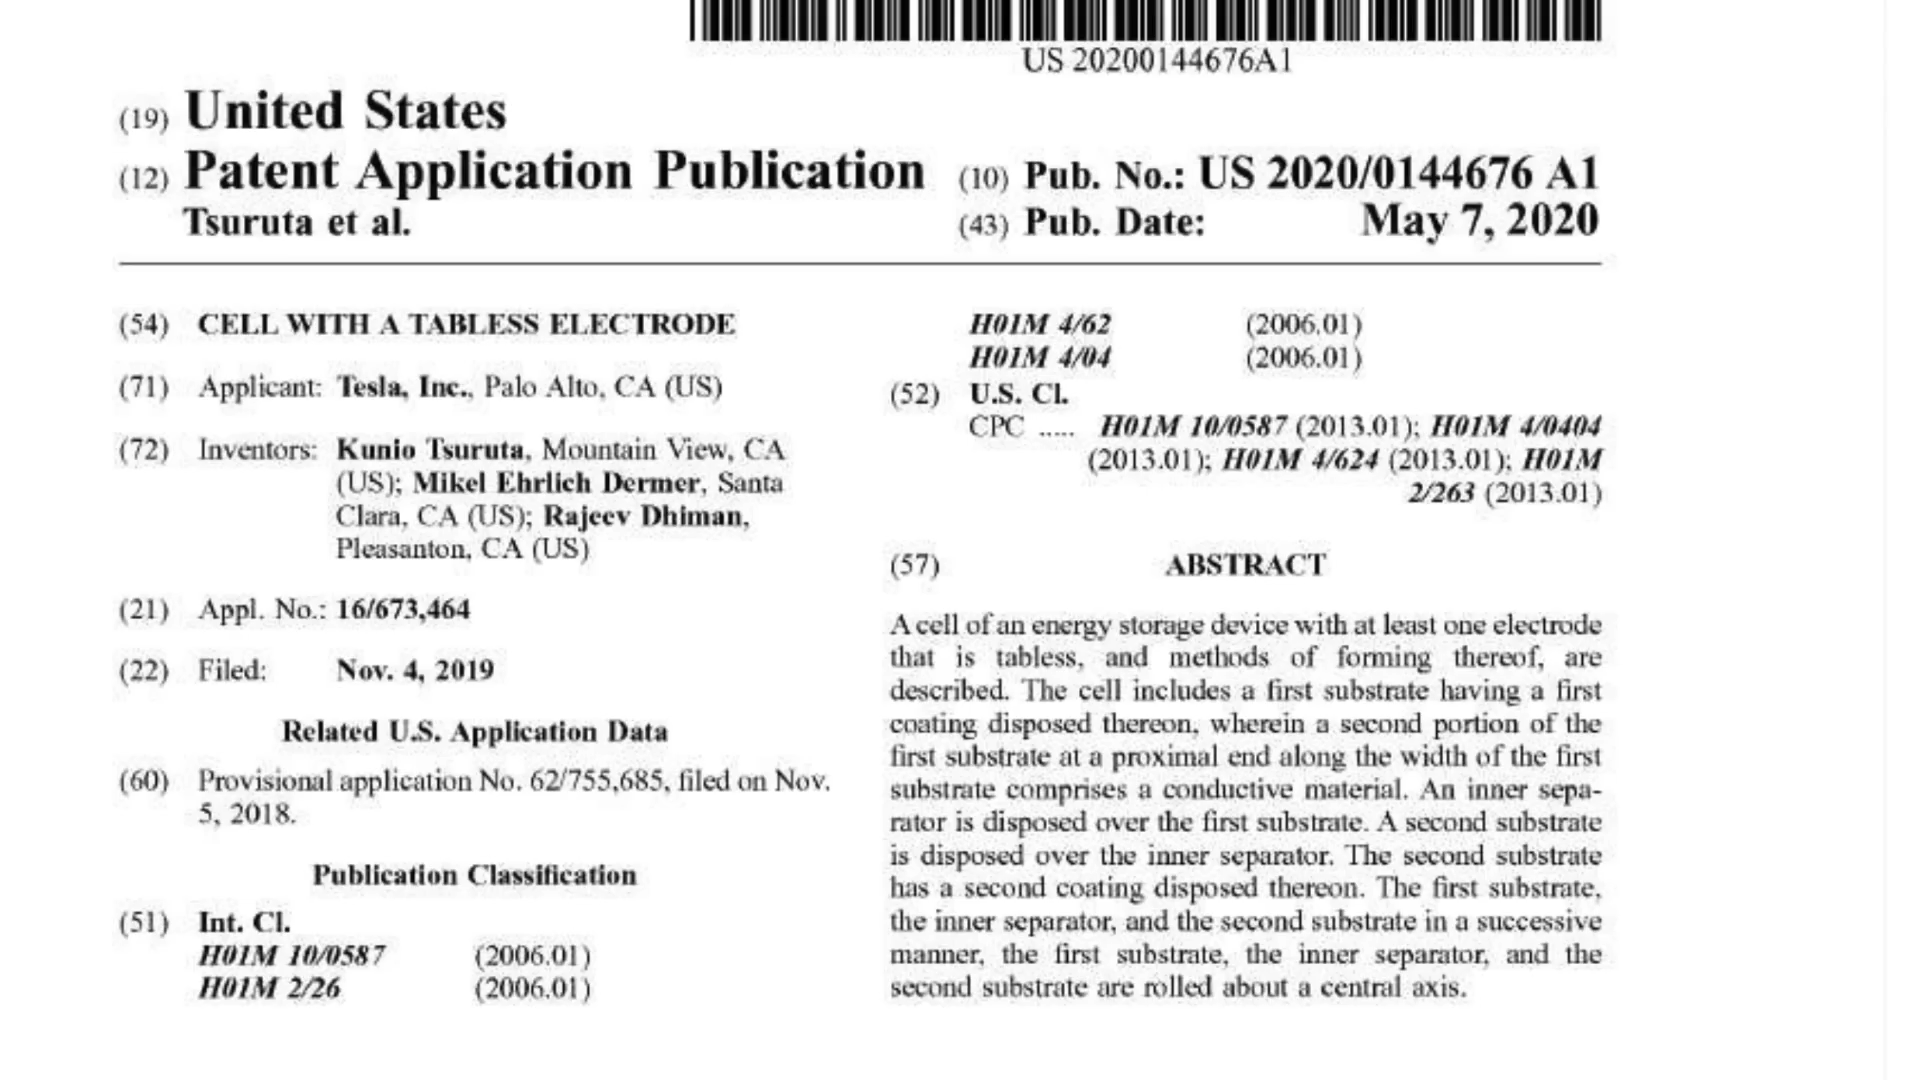 US 20200144676A1
(19) United States
(12) Patent Application Publication
Tsuruta et al.
(10) Pub. No.: US 2020/0144676 A1
(43) Pub. Date: May 7, 2020
(54) CELL WITH A TABLESS ELECTRODE
(71) Applicant: Tesla, Inc., Palo Alto, CA (US)
(72) Inventors: Kunio Tsuruta, Mountain View, CA
(US); Mikel Ehrlich Dermer, Santa
Clara, CA (US); Rajeev Dhiman,
Pleasanton, CA (US)
(21) Appl. No.: 16/673,464
(22) Filed: Nov. 4, 2019
Related U.S. Application Data
(60) Provisional application No. 62/755,685, filed on Nov.
5, 2018.
Publication Classification
(51) Int. Cl.
H01M 10/0587 (2006.01)
H01M 2/26 (2006.01)
H01M 4/62 (2006.01)
H01M 4/04 (2006.01)
(52) U.S. Cl.
CPC ..... H01M 10/0587 (2013.01); H01M 4/0404
(2013.01); H01M 4/624 (2013.01); H01M
2/263 (2013.01)
(57) ABSTRACT
A cell of an energy storage device with at least one electrode
that is tabless, and methods of forming thereof, are
described. The cell includes a first substrate having a first
coating disposed thereon, wherein a second portion of the
first substrate at a proximal end along the width of the first
substrate comprises a conductive material. An inner sepa-
rator is disposed over the first substrate. A second substrate
is disposed over the inner separator. The second substrate
has a second coating disposed thereon. The first substrate,
the inner separator, and the second substrate in a successive
manner, the first substrate, the inner separator, and the
second substrate are rolled about a central axis.